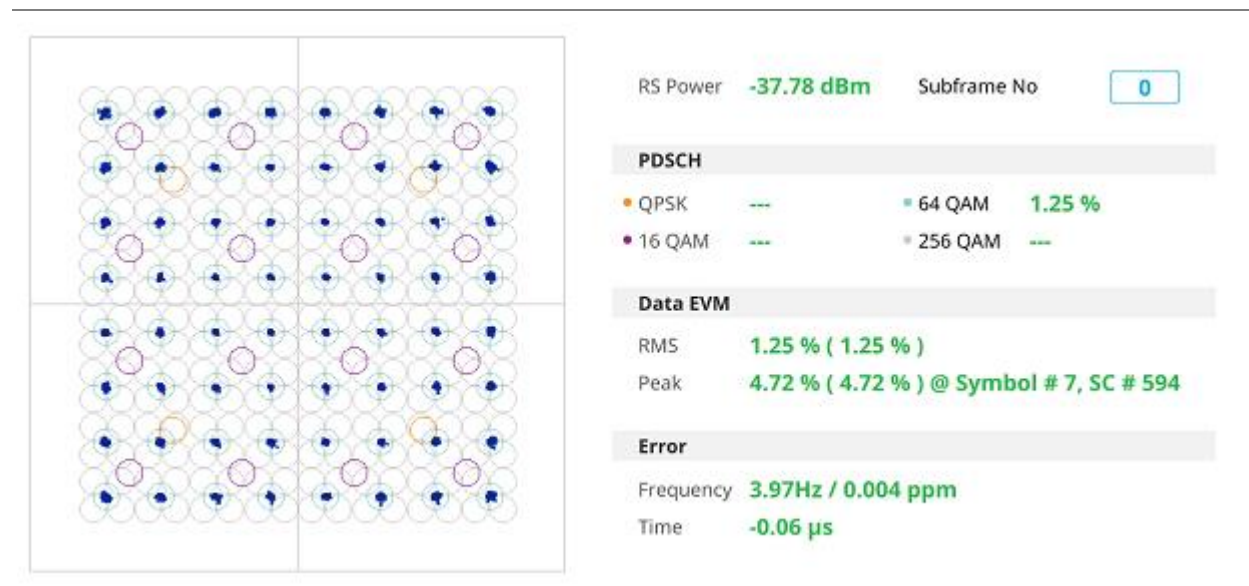 RS Power -37.78 dBm Subframe No 0
PDSCH
QPSK --- 64 QAM 1.25 %
16 QAM --- 256 QAM ---
Data EVM
RMS 1.25 % ( 1.25 % )
Peak 4.72 % ( 4.72 % ) @ Symbol # 7, SC # 594
Error
Frequency 3.97Hz / 0.004 ppm
Time -0.06 µs